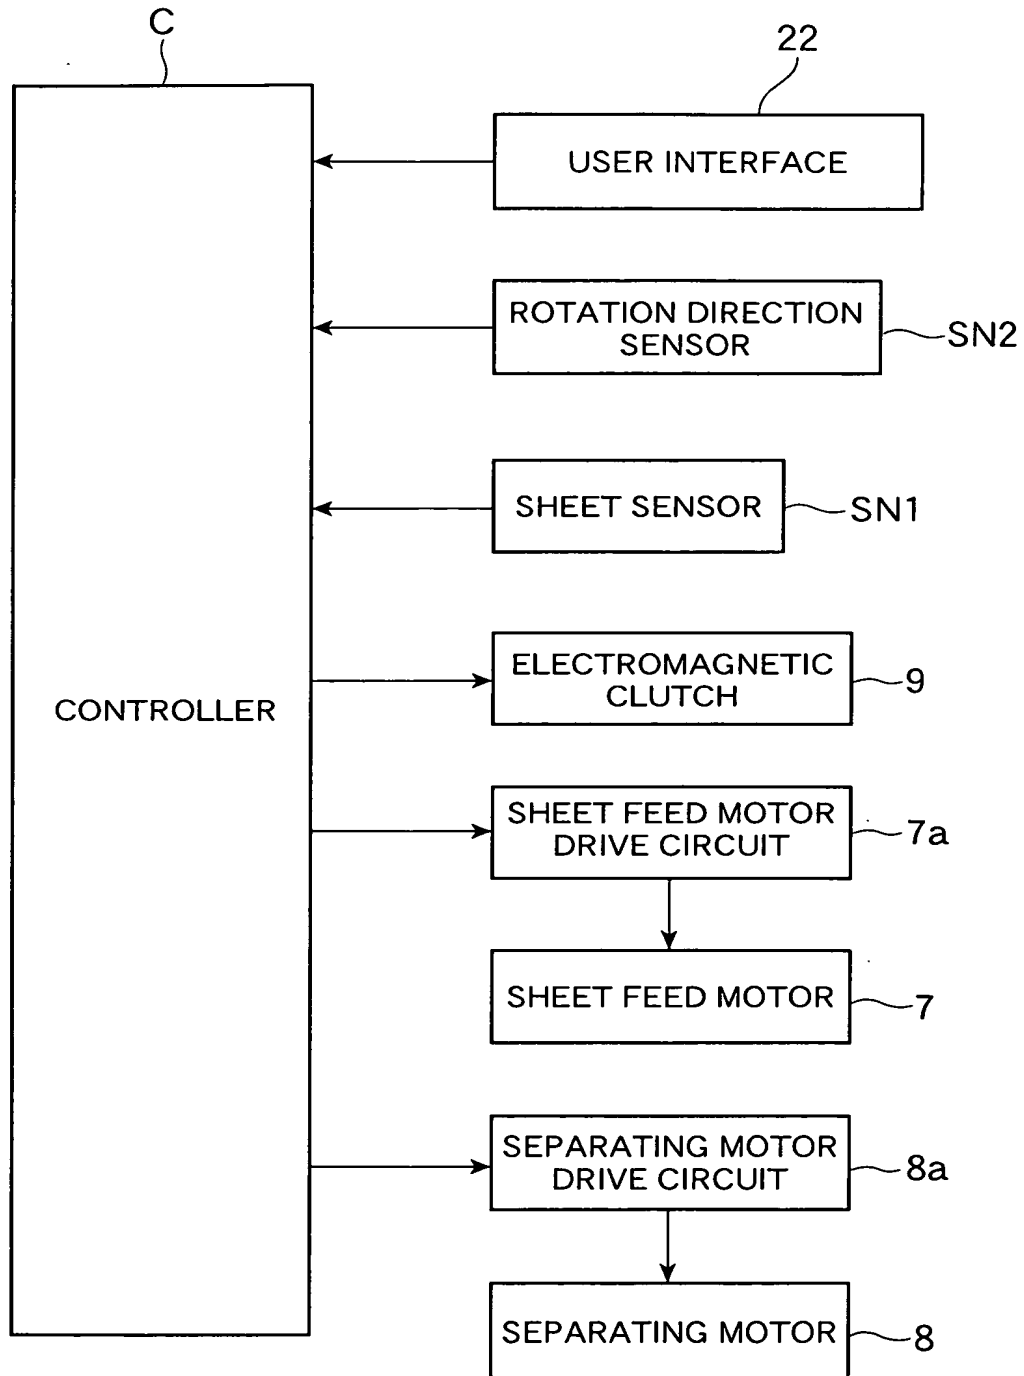 C
22
USER INTERFACE
ROTATION DIRECTION
SENSOR
SN2
SHEET SENSOR
SN1
CONTROLLER
ELECTROMAGNETIC
CLUTCH
9
SHEET FEED MOTOR
DRIVE CIRCUIT
7a
SHEET FEED MOTOR
7
SEPARATING MOTOR
DRIVE CIRCUIT
8a
SEPARATING MOTOR
8